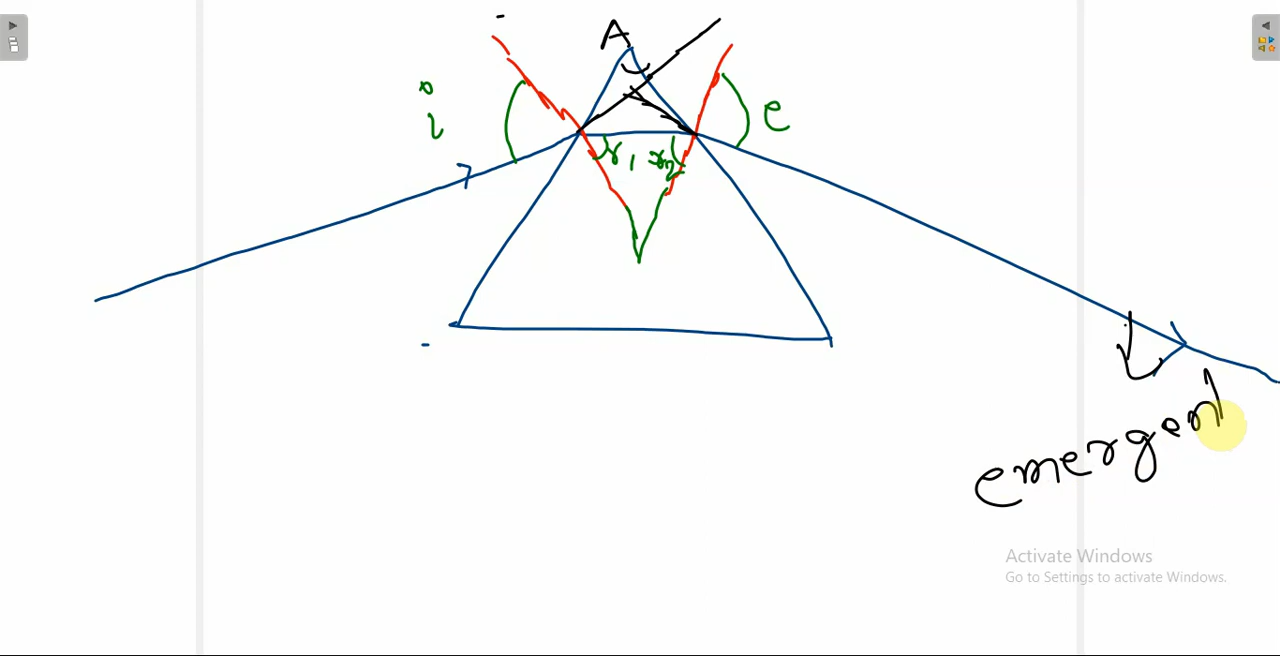 A
i
e
r1 r2
emergent
Activate Windows
Go to Settings to activate Windows.